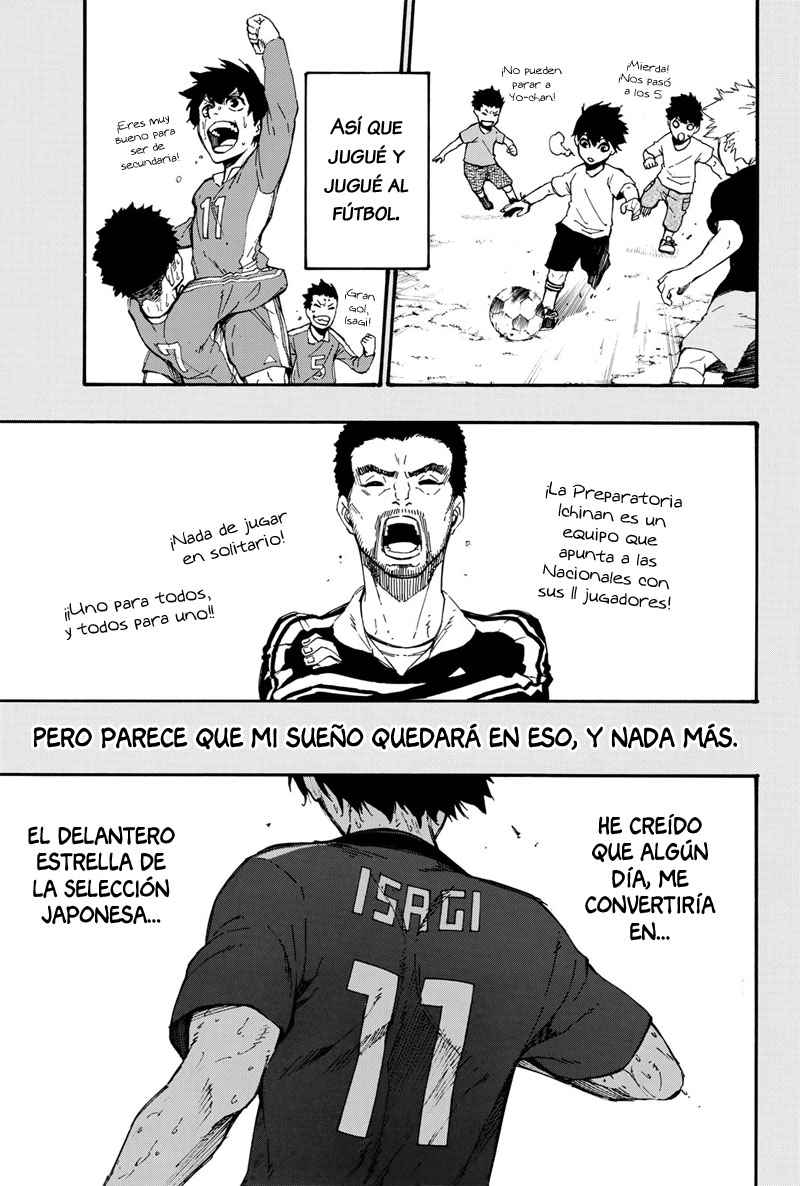 ¡Mierda!
¡Nos pasó
a los 5
¡No pueden
parar a
Yo-chan!
Así que
jugué y
jugué al
fútbol.
¡Eres muy
bueno para
ser de
secundaria!
¡Gran
gol,
Isagi!
11
7
5
¡La Preparatoria
Ichinan es un
equipo que
apunta a las
Nacionales con
sus 11 jugadores!
¡Nada de jugar
en solitario!
¡¡Uno para todos,
y todos para uno!!
PERO PARECE QUE MI SUEÑO QUEDARÁ EN ESO, Y NADA MÁS.
HE CREÍDO
QUE ALGÚN
DÍA, ME
CONVERTIRÍA
EN...
EL DELANTERO
ESTRELLA DE
LA SELECCIÓN
JAPONESA...
ISAGI
11